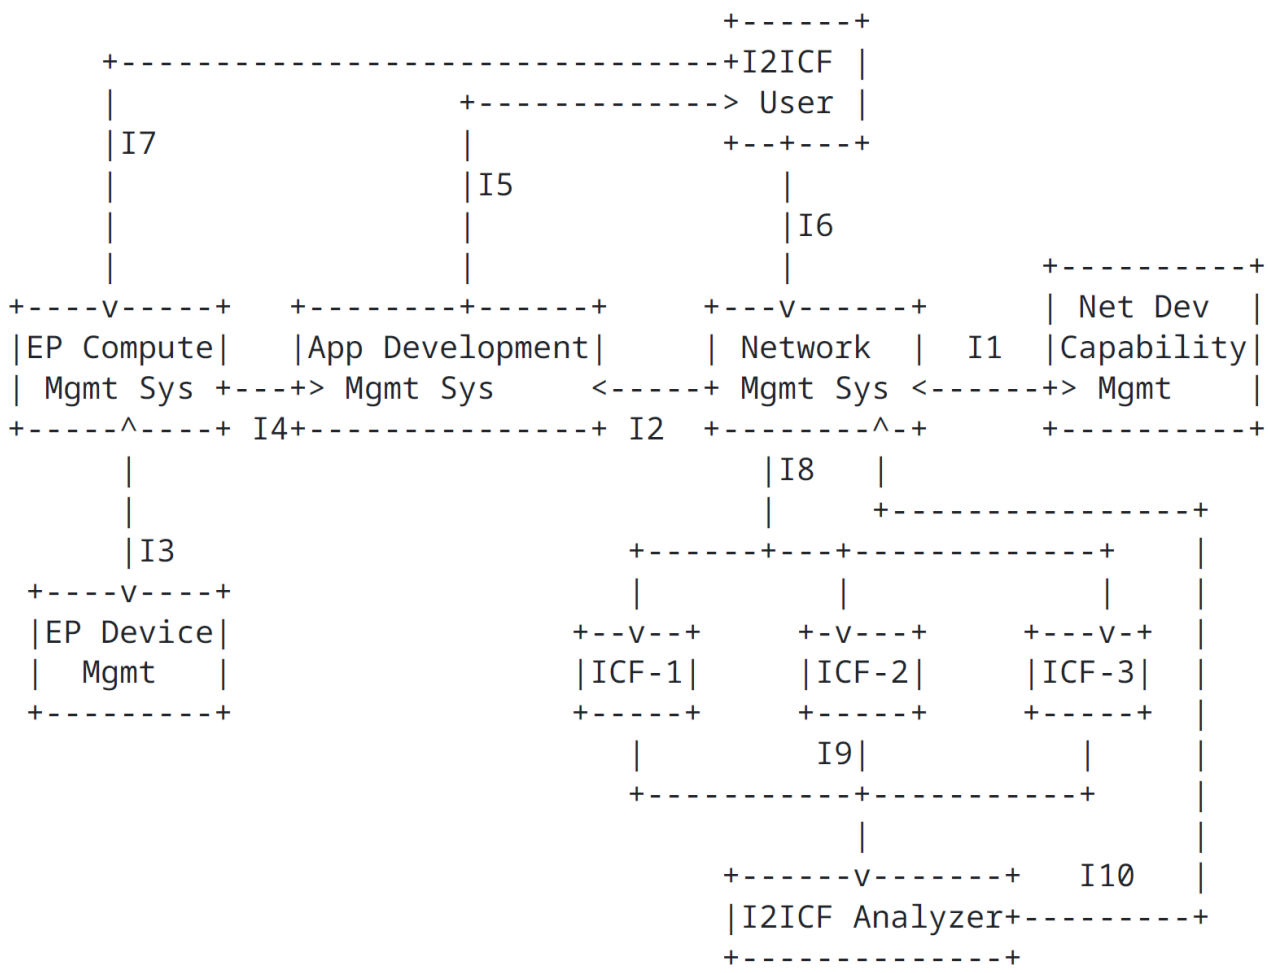 +------+
     +---------------------------------+I2ICF |
     |                   +-------------> User |
     |I7                 |             +--+---+
     |                   |I5              |
     |                   |                |I6
     |                   |                |                +----------+
+----v-----+   +--------+------+     +---v------+      | Net Dev  |
|EP Compute|   |App Development|     | Network  |  I1  |Capability|
| Mgmt Sys +---+> Mgmt Sys     <-----+ Mgmt Sys <------+> Mgmt    |
+-----^----+ I4+---------------+ I2  +--------^-+      +----------+
      |                                 |I8   |
      |                                 |     +----------------+
      |I3                        +------+---+-------------+    |
 +----v----+                     |          |             |    |
 |EP Device|                  +--v--+     +-v---+     +---v-+  |
 |  Mgmt   |                  |ICF-1|     |ICF-2|     |ICF-3|  |
 +---------+                  +-----+     +-----+     +-----+  |
                                 |         I9|           |     |
                                 +-----------+-----------+     |
                                             |                 |
                                      +------v-------+   I10   |
                                      |I2ICF Analyzer+---------+
                                      +--------------+